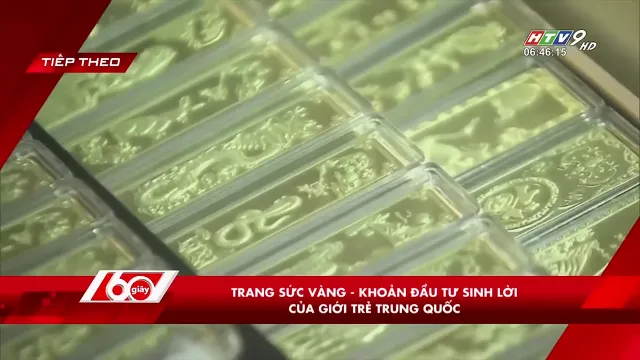 TIẾP THEO
HTV9 HD
06:46:15
60 giây
TRANG SỨC VÀNG - KHOẢN ĐẦU TƯ SINH LỜI
CỦA GIỚI TRẺ TRUNG QUỐC